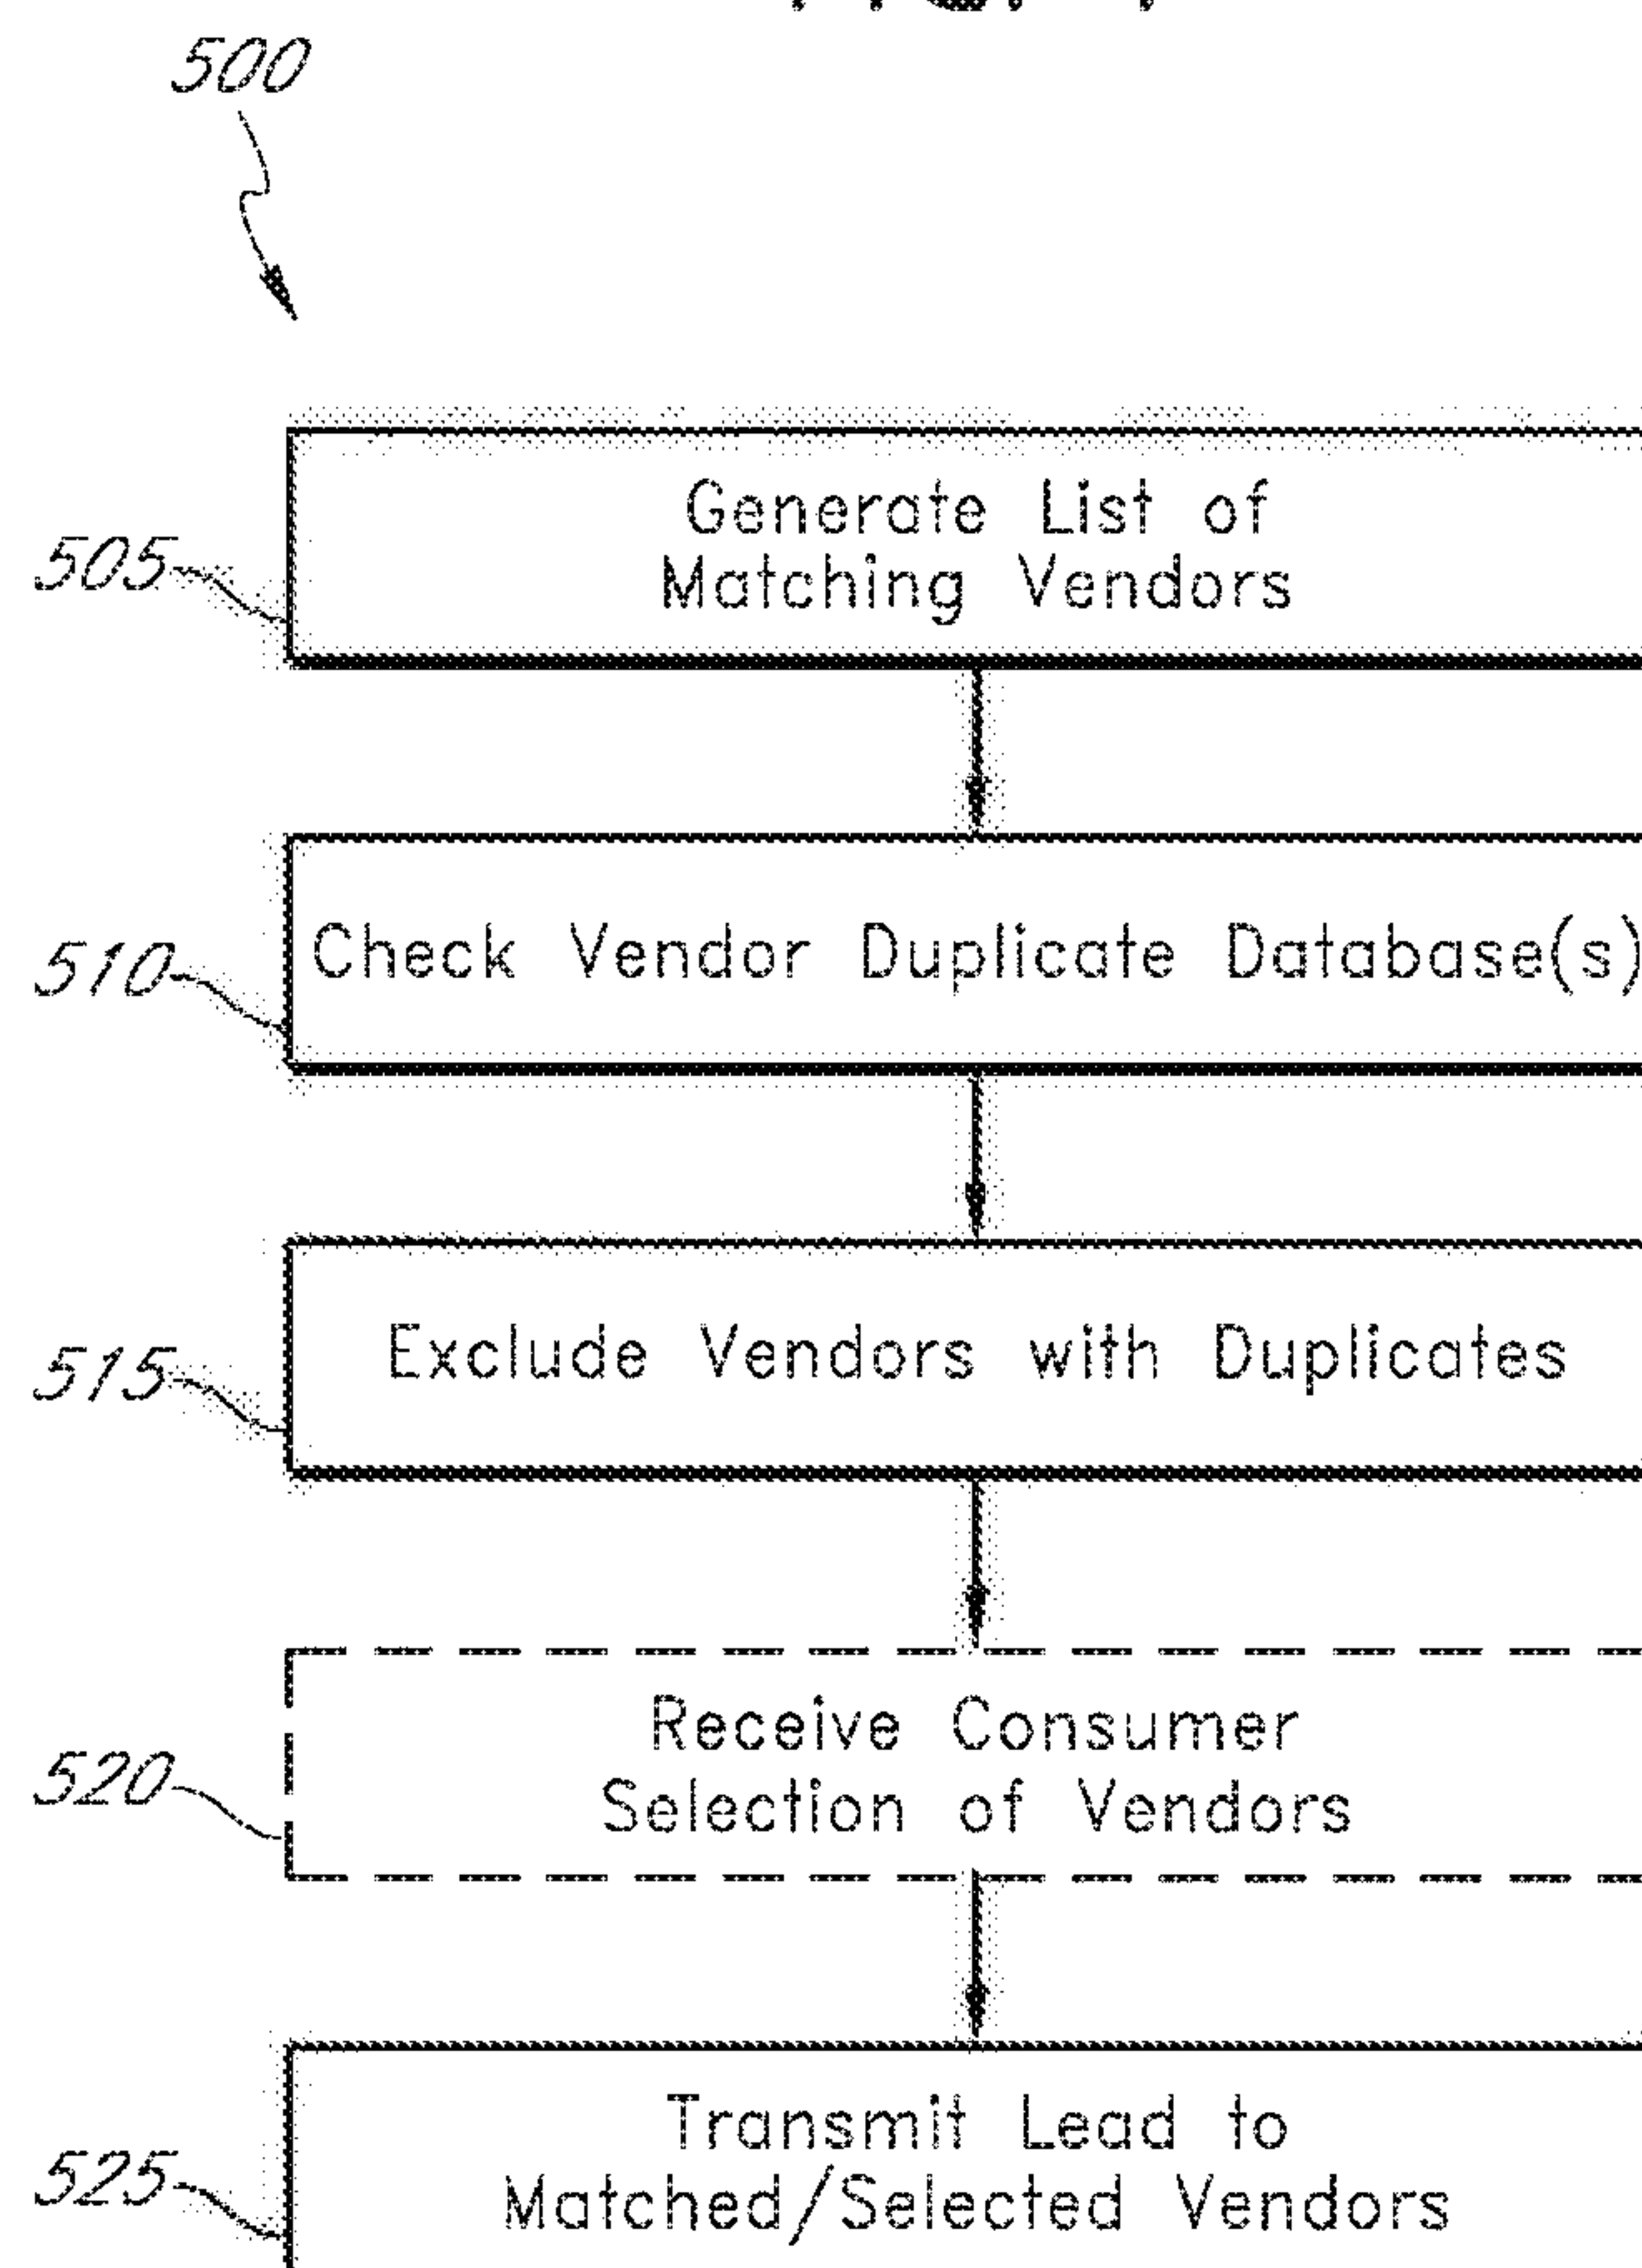 500
Generate List of
Matching Vendors
505
Check Vendor Duplicate Database(s)
510
Exclude Vendors with Duplicates
515
Receive Consumer
Selection of Vendors
520
Transmit Lead to
Matched/Selected Vendors
525